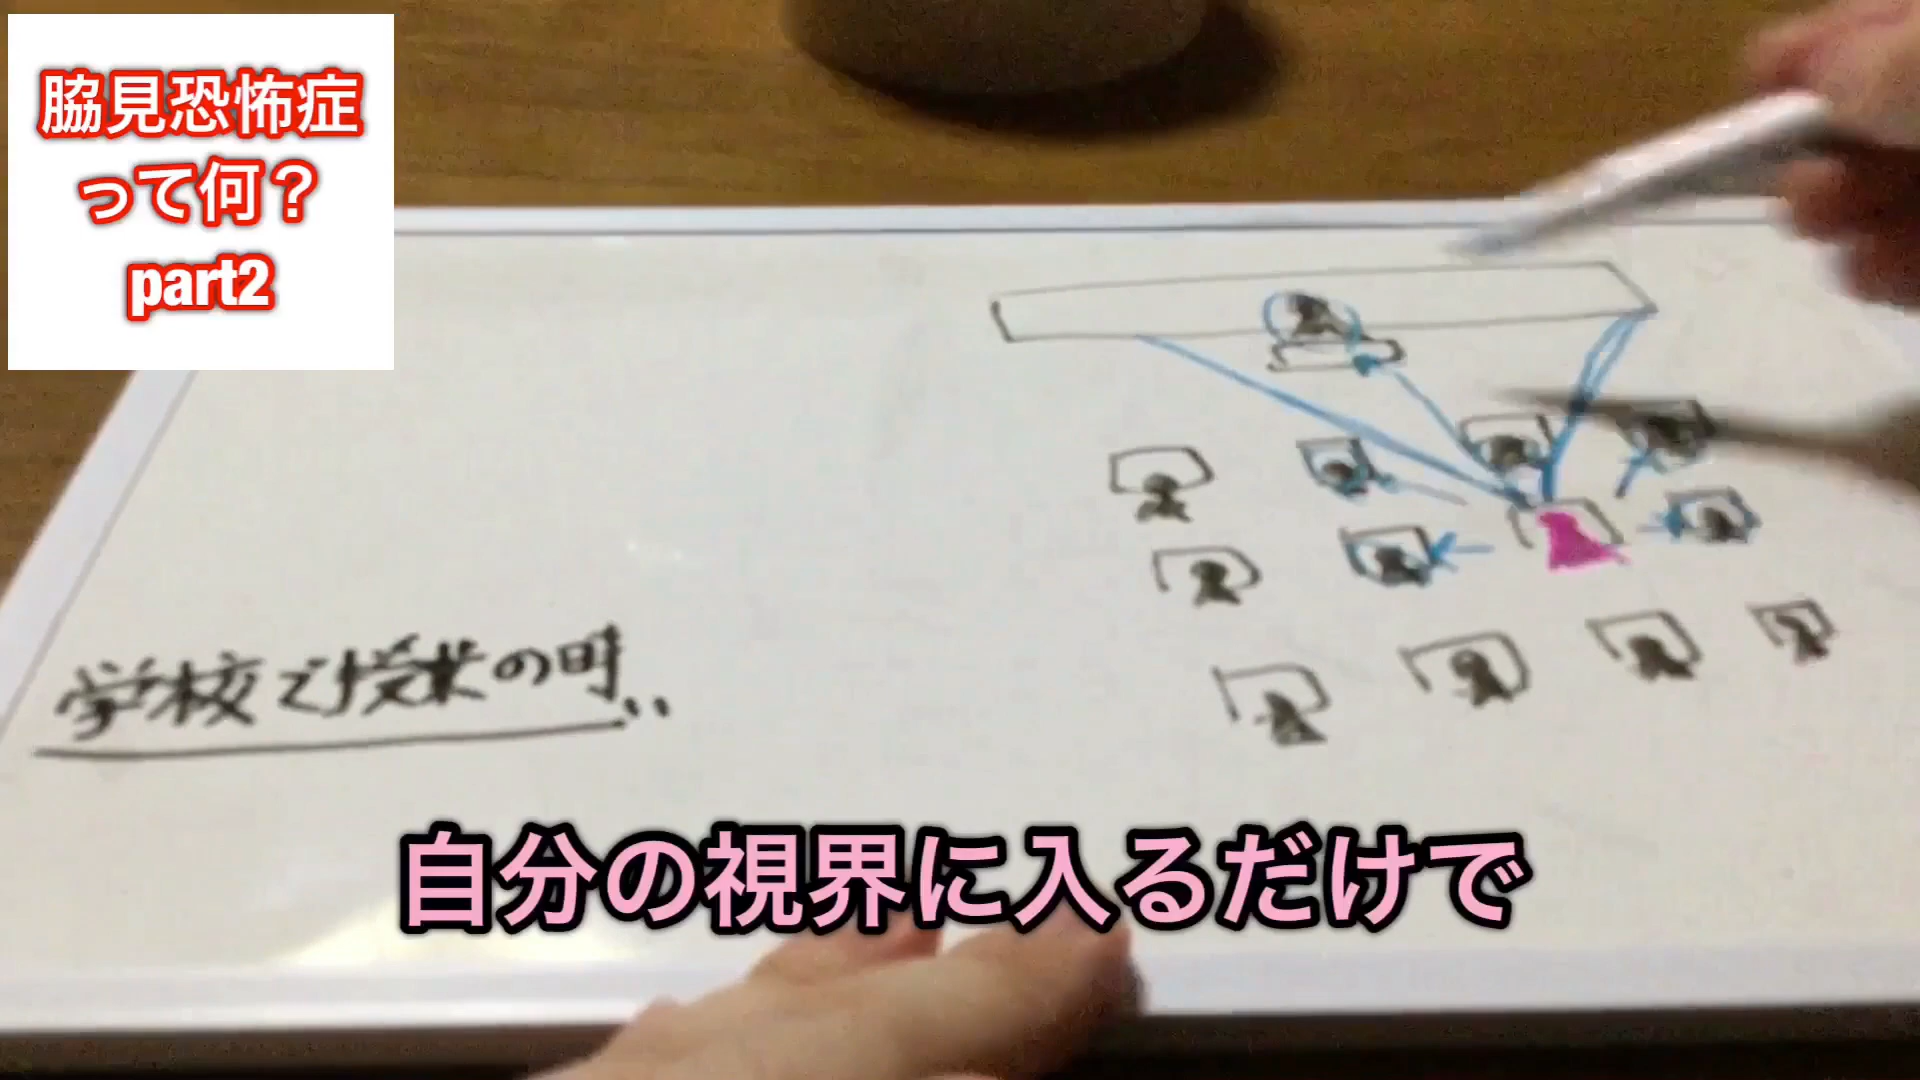 脇見恐怖症
って何？
part2
学校で授業の時..
自分の視界に入るだけで